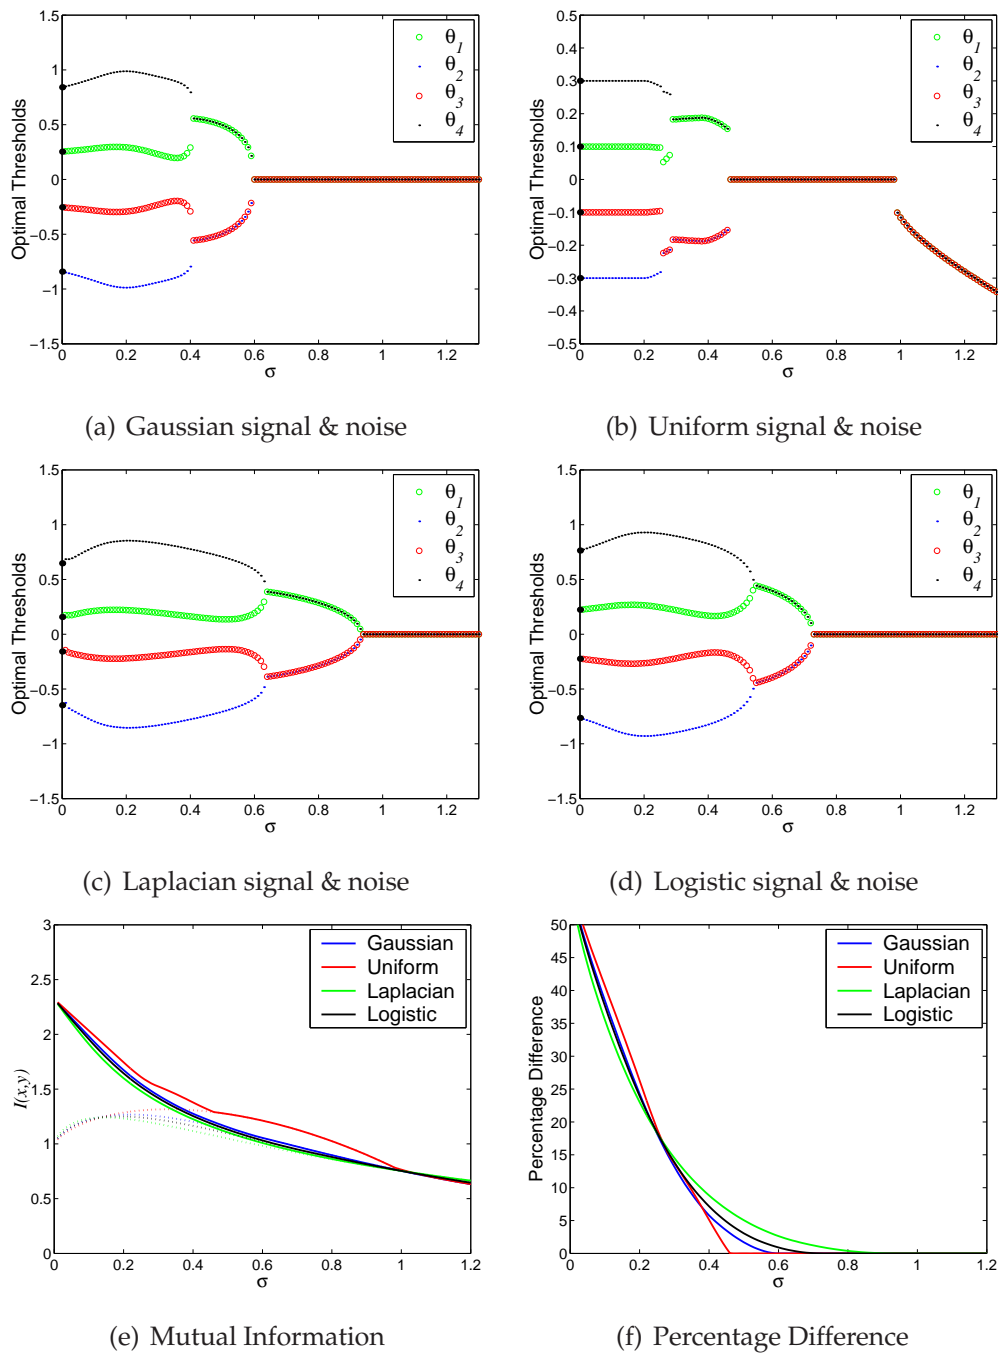 1.5
1
0.5
0
−0.5
−1
−1.5
Optimal Thresholds
0 0.2 0.4 0.6 0.8 1 1.2
σ
θ1
θ2
θ3
θ4
(a) Gaussian signal & noise
0.5
0.4
0.3
0.2
0.1
0
−0.1
−0.2
−0.3
−0.4
−0.5
Optimal Thresholds
0 0.2 0.4 0.6 0.8 1 1.2
σ
θ1
θ2
θ3
θ4
(b) Uniform signal & noise
1.5
1
0.5
0
−0.5
−1
−1.5
Optimal Thresholds
0 0.2 0.4 0.6 0.8 1 1.2
σ
θ1
θ2
θ3
θ4
(c) Laplacian signal & noise
1.5
1
0.5
0
−0.5
−1
−1.5
Optimal Thresholds
0 0.2 0.4 0.6 0.8 1 1.2
σ
θ1
θ2
θ3
θ4
(d) Logistic signal & noise
3
2.5
2
1.5
1
0.5
0
I(x,y)
0 0.2 0.4 0.6 0.8 1 1.2
σ
Gaussian
Uniform
Laplacian
Logistic
(e) Mutual Information
50
45
40
35
30
25
20
15
10
5
0
Percentage Difference
0 0.2 0.4 0.6 0.8 1 1.2
σ
Gaussian
Uniform
Laplacian
Logistic
(f) Percentage Difference